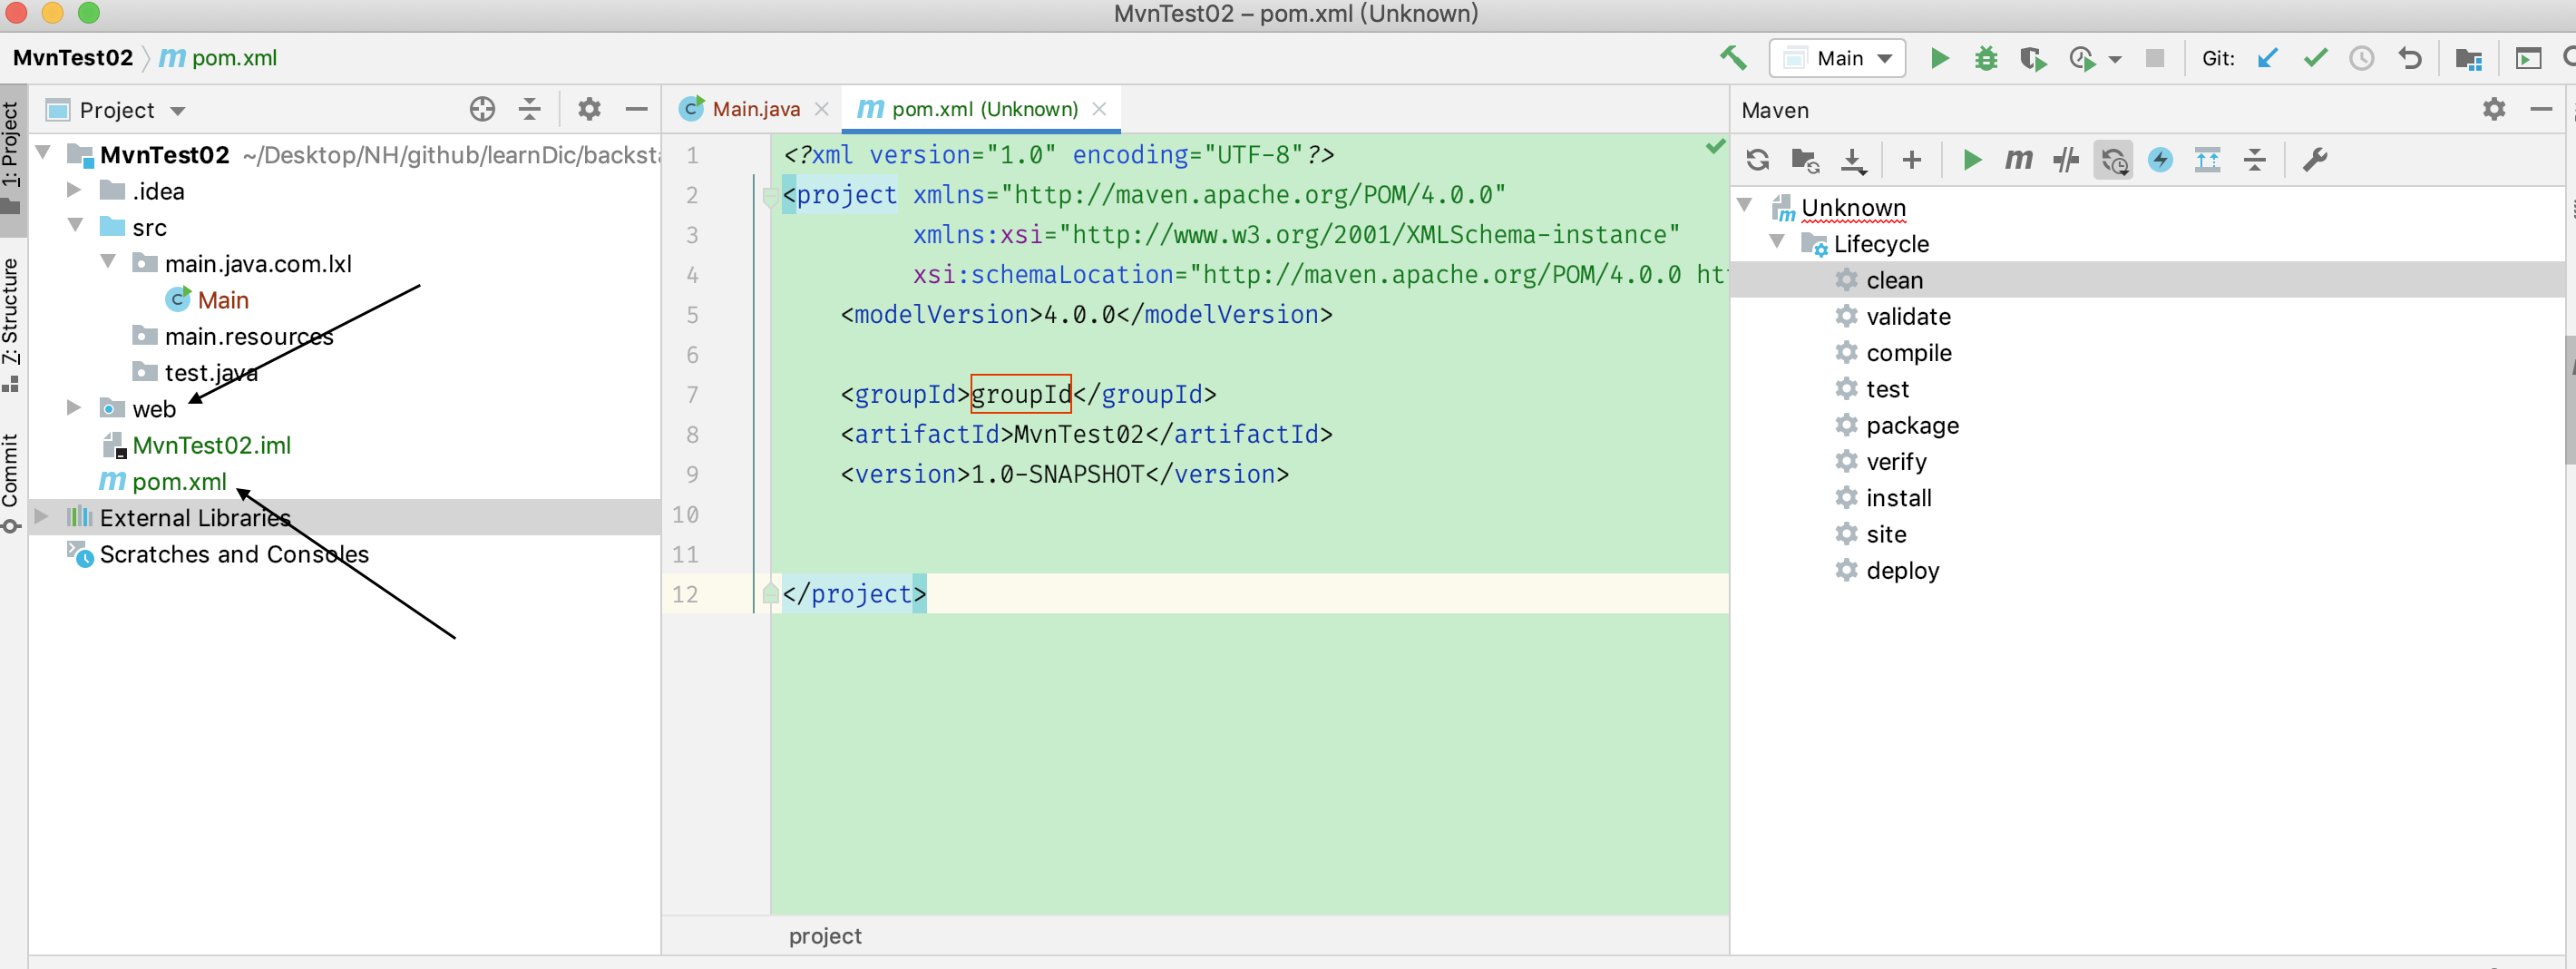 MvnTest02 – pom.xml (Unknown)
MvnTest02 pom.xml
Main
Git:
1: Project
Z: Structure
Commit
Project
MvnTest02 ~/Desktop/NH/github/learnDic/backsta
.idea
src
main.java.com.lxl
Main
main.resources
test.java
web
MvnTest02.iml
pom.xml
External Libraries
Scratches and Consoles
Main.java
pom.xml (Unknown)
1 <?xml version="1.0" encoding="UTF-8"?>
2 <project xmlns="http://maven.apache.org/POM/4.0.0"
3 xmlns:xsi="http://www.w3.org/2001/XMLSchema-instance"
4 xsi:schemaLocation="http://maven.apache.org/POM/4.0.0 htt
5 <modelVersion>4.0.0</modelVersion>
6
7 <groupId>groupId</groupId>
8 <artifactId>MvnTest02</artifactId>
9 <version>1.0-SNAPSHOT</version>
10
11
12 </project>
project
Maven
Unknown
Lifecycle
clean
validate
compile
test
package
verify
install
site
deploy